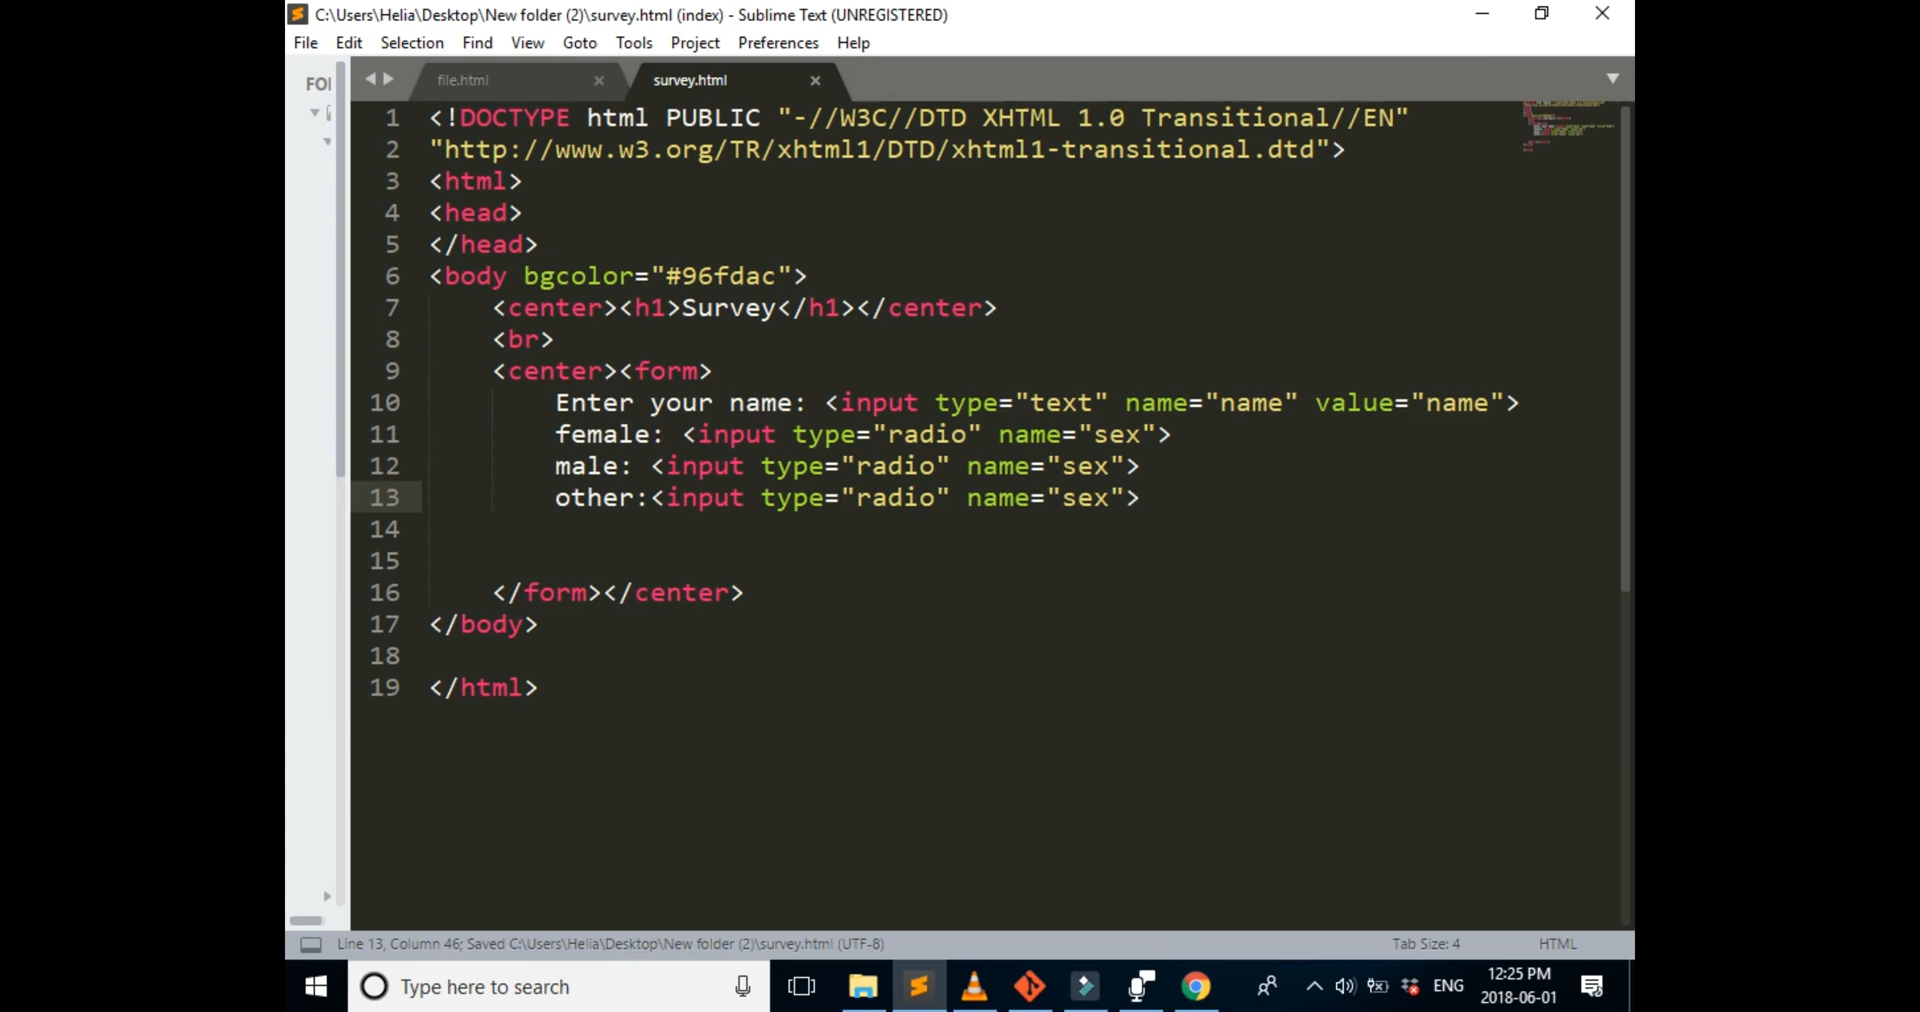 C:\Users\Helia\Desktop\New folder (2)\survey.html (index) - Sublime Text (UNREGISTERED)
File Edit Selection Find View Goto Tools Project Preferences Help
FOI
file.html
survey.html
1 <!DOCTYPE html PUBLIC "-//W3C//DTD XHTML 1.0 Transitional//EN"
2 "http://www.w3.org/TR/xhtml1/DTD/xhtml1-transitional.dtd">
3 <html>
4 <head>
5 </head>
6 <body bgcolor="#96fdac">
7 <center><h1>Survey</h1></center>
8 <br>
9 <center><form>
10 Enter your name: <input type="text" name="name" value="name">
11 female: <input type="radio" name="sex">
12 male: <input type="radio" name="sex">
13 other:<input type="radio" name="sex">
14
15
16 </form></center>
17 </body>
18
19 </html>
Line 13, Column 46; Saved C:\Users\Helia\Desktop\New folder (2)\survey.html (UTF-8)
Tab Size: 4
HTML
Type here to search
ENG
12:25 PM
2018-06-01